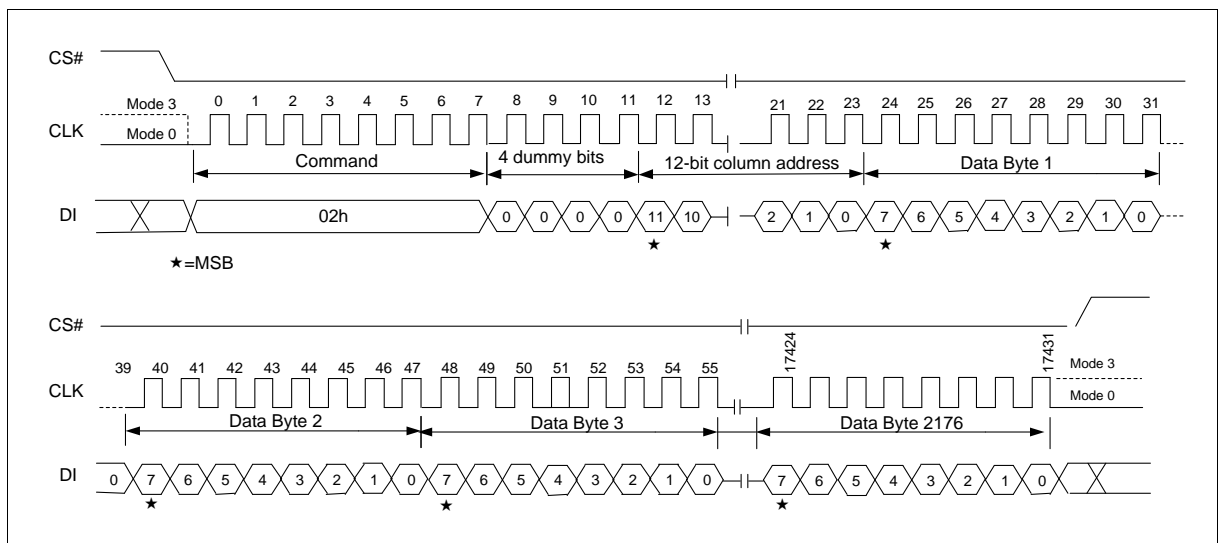 CS#
Mode 3
0 1 2 3 4 5 6 7 8 9 10 11 12 13 21 22 23 24 25 26 27 28 29 30 31
CLK
Mode 0
Command 4 dummy bits 12-bit column address Data Byte 1
DI 02h 0 0 0 0 11 10 2 1 0 7 6 5 4 3 2 1 0
★ ★
★=MSB
CS#
39 40 41 42 43 44 45 46 47 48 49 50 51 52 53 54 55 17424 17431
Mode 3
CLK
Mode 0
Data Byte 2 Data Byte 3 Data Byte 2176
DI 0 7 6 5 4 3 2 1 0 7 6 5 4 3 2 1 0 7 6 5 4 3 2 1 0
★ ★ ★